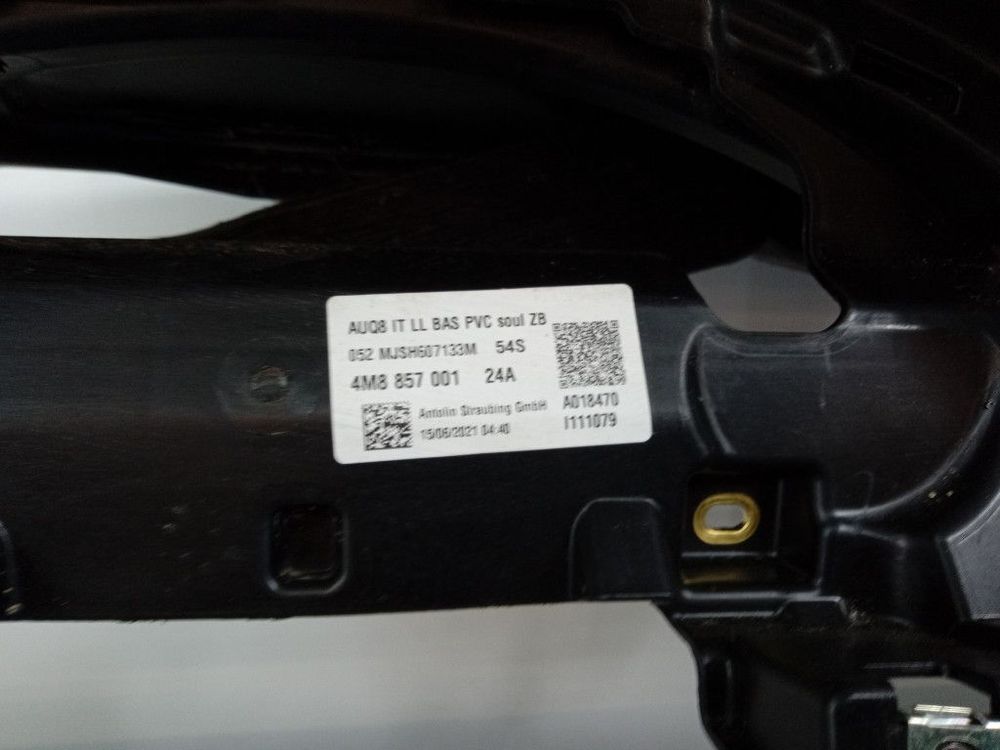 AUQ8 IT LL BAS PVC soul ZB
052 MJSH607133M 54S
4M8 857 001 24A
Antolin Straubing GmbH
15/06/2021 04:40
A018470
I111079